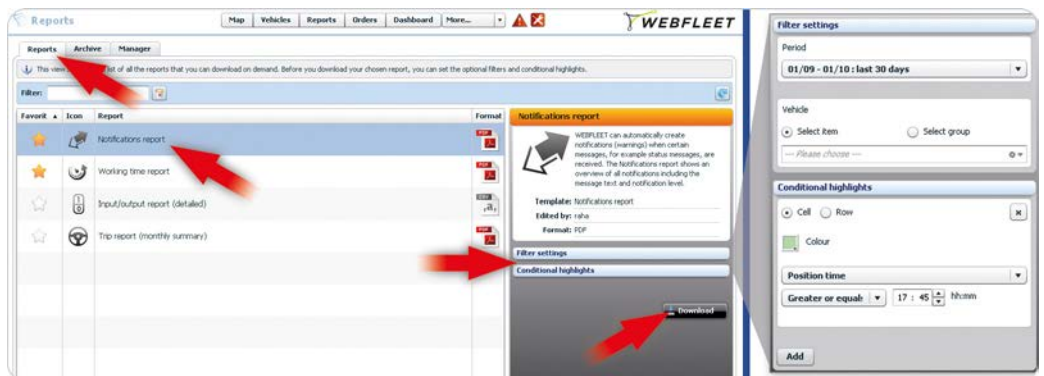 Reports
Map Vehicles Reports Orders Dashboard More...
WEBFLEET
Reports Archive Manager
This view list of all the reports that you can download on demand. Before you download your chosen report, you can set the optional filters and conditional highlights.
Filter:
Favorit Icon Report Format
Notifications report
PDF
Working time report
PDF
Input/output report (detailed)
Trip report (monthly summary)
PDF
Notifications report
WEBFLEET can automatically create
notifications (warnings) when certain
messages, for example status messages, are
received. The Notifications report shows an
overview of all notifications including the
message text and notification level.
Template: Notifications report
Edited by: raha
Format: PDF
Filter settings
Conditional highlights
Download
Filter settings
Period
01/09 - 01/10 : last 30 days
Vehicle
Select item Select group
--- Please choose ---
Conditional highlights
Cell Row
Colour
Position time
Greater or equal: 17 : 45 hh:mm
Add